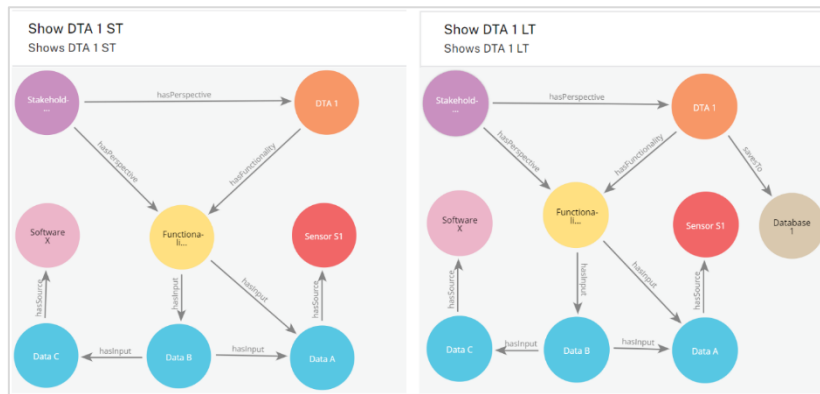 Show DTA 1 ST
Shows DTA 1 ST
Stakehold-
...
hasPerspective
DTA 1
hasPerspective
hasFunctionality
Software
X
Functiona-
li...
Sensor S1
hasSource
hasInput
hasInput
hasSource
Data C
hasInput
Data B
hasInput
Data A
Show DTA 1 LT
Shows DTA 1 LT
Stakehold-
...
hasPerspective
DTA 1
hasPerspective
hasFunctionality
savesTo
Software
X
Functiona-
li...
Sensor S1
Database
1
hasSource
hasInput
hasInput
hasSource
Data C
hasInput
Data B
hasInput
Data A